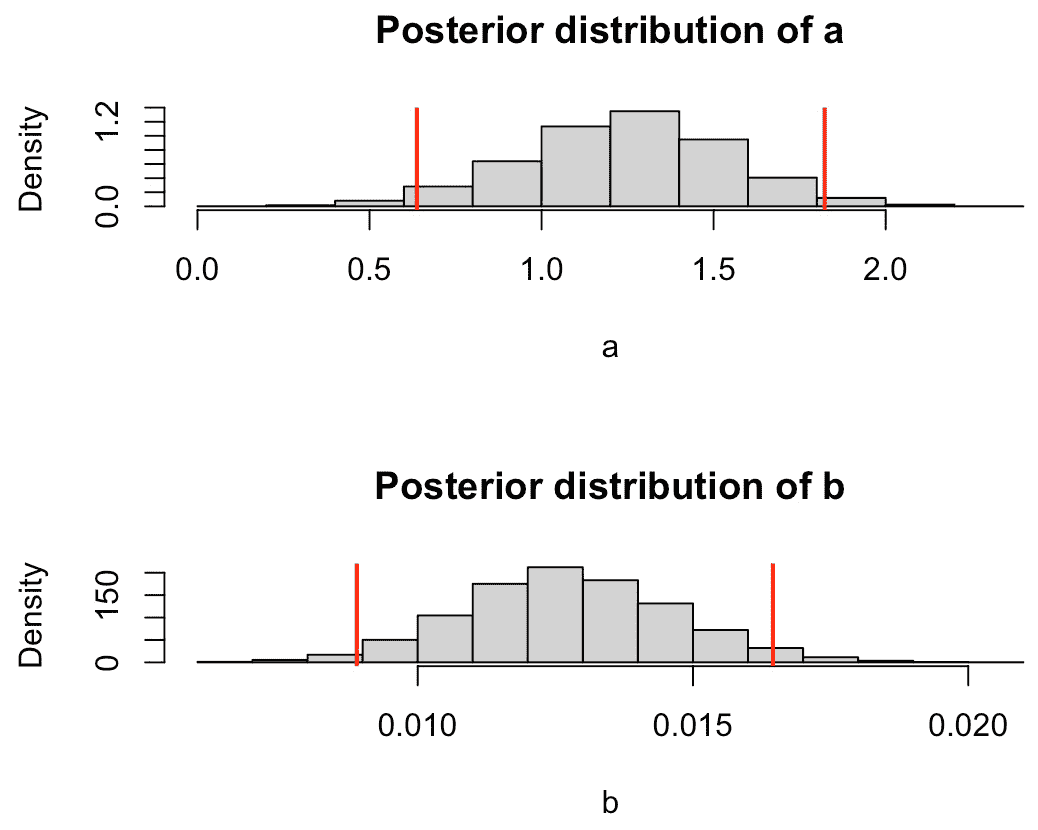 Posterior distribution of a
Density
0.0 1.2
0.0 0.5 1.0 1.5 2.0
a
Posterior distribution of b
Density
0 150
0.010 0.015 0.020
b